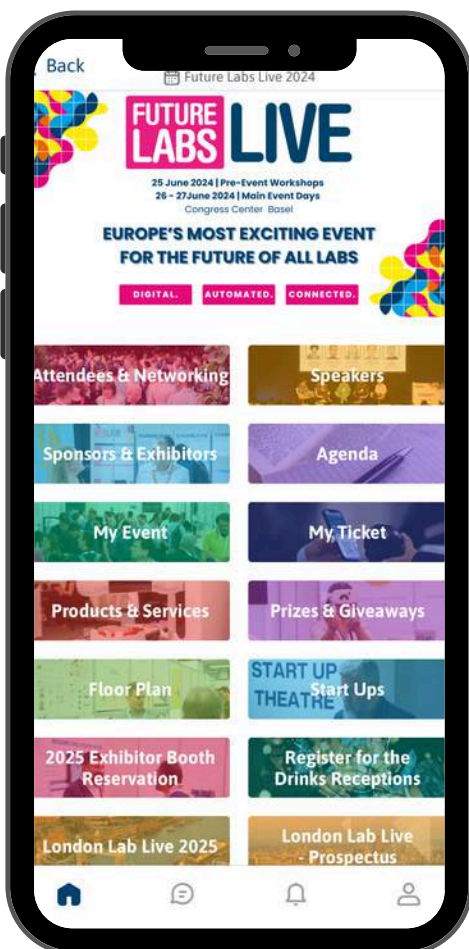 Back
Future Labs Live 2024
FUTURE
LABS
LIVE
25 June 2024 | Pre-Event Workshops
26 - 27June 2024 | Main Event Days
Congress Center Basel
EUROPE'S MOST EXCITING EVENT
FOR THE FUTURE OF ALL LABS
DIGITAL. AUTOMATED. CONNECTED.
Attendees & Networking
Speakers
Sponsors & Exhibitors
Agenda
My Event
My Ticket
Products & Services
Prizes & Giveaways
Floor Plan
START UP
THEATRE
Start Ups
2025 Exhibitor Booth
Reservation
Register for the
Drinks Receptions
London Lab Live 2025
London Lab Live
- Prospectus